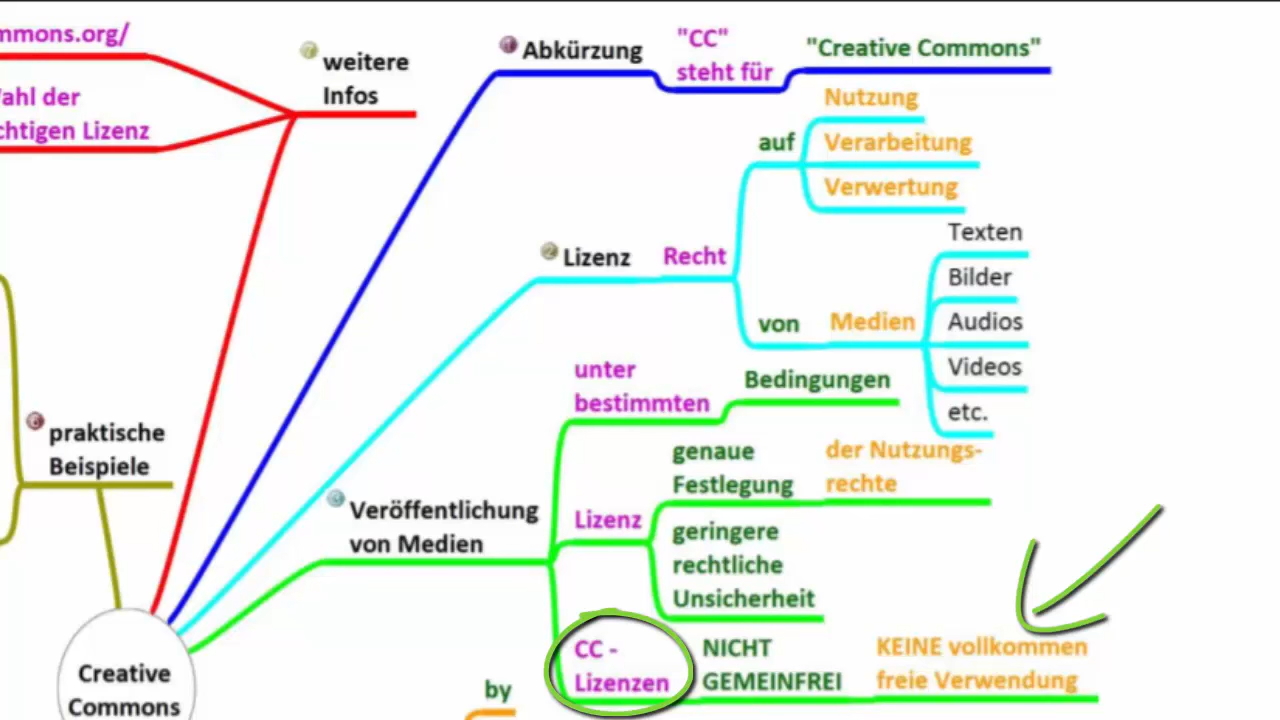 mmons.org/
ahl der
chtigen Lizenz
weitere
Infos
Abkürzung
"CC"
steht für
"Creative Commons"
Lizenz
Recht
auf
Nutzung
Verarbeitung
Verwertung
von
Medien
Texten
Bilder
Audios
Videos
etc.
Veröffentlichung
von Medien
unter
bestimmten
Bedingungen
Lizenz
genaue
Festlegung
der Nutzungs-
rechte
geringere
rechtliche
Unsicherheit
CC -
Lizenzen
NICHT
GEMEINFREI
KEINE vollkommen
freie Verwendung
praktische
Beispiele
by
Creative
Commons